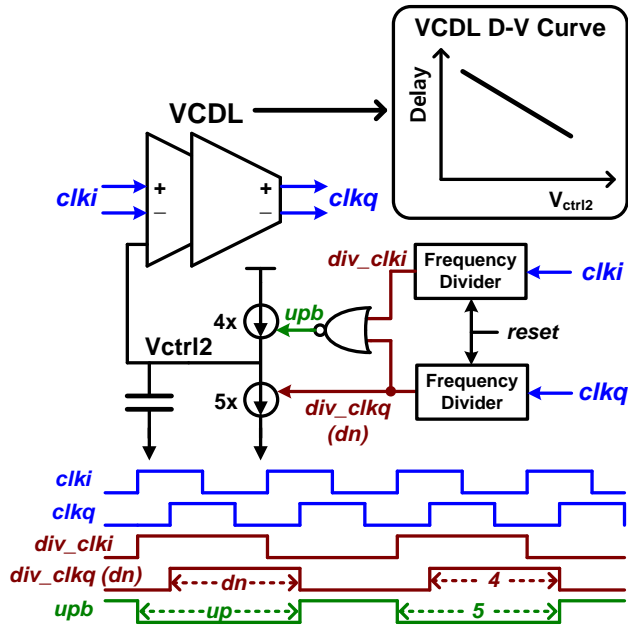 VCDL D-V Curve
Delay
Vctrl2
VCDL
clki
+
−
+
−
clkq
div_clki
Frequency
Divider
clki
upb
reset
4x
Vctrl2
5x
div_clkq
(dn)
Frequency
Divider
clkq
clki
clkq
div_clki
div_clkq (dn)
dn
4
upb
up
5